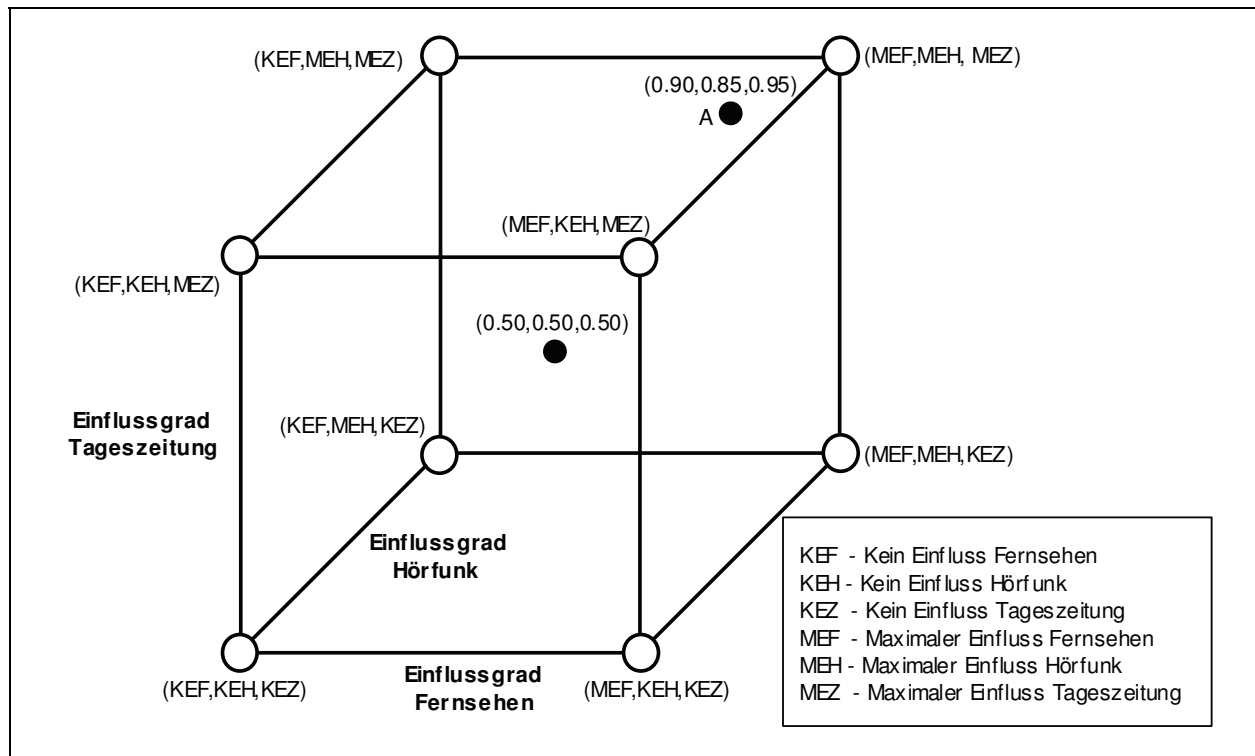 (KEF,MEH,MEZ)
(MEF,MEH, MEZ)
(0.90,0.85,0.95)
A
(MEF,KEH,MEZ)
(KEF,KEH,MEZ)
(0.50,0.50,0.50)
Einflussgrad
Tageszeitung
(KEF,MEH,KEZ)
(MEF,MEH,KEZ)
Einflussgrad
Hörfunk
KEF - Kein Einfluss Fernsehen
KEH - Kein Einfluss Hörfunk
KEZ - Kein Einfluss Tageszeitung
MEF - Maximaler Einfluss Fernsehen
MEH - Maximaler Einfluss Hörfunk
MEZ - Maximaler Einfluss Tageszeitung
(KEF,KEH,KEZ)
Einflussgrad
Fernsehen
(MEF,KEH,KEZ)